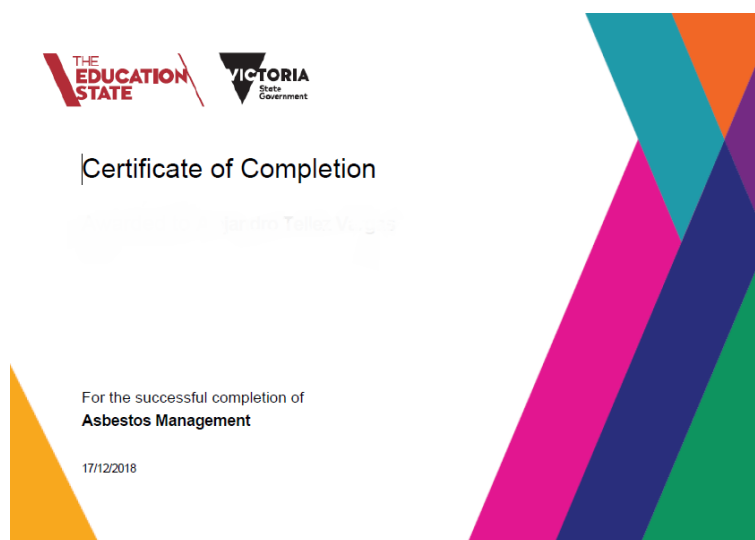 THE
EDUCATION
STATE
VICTORIA
State
Government
Certificate of Completion
For the successful completion of
Asbestos Management
17/12/2018